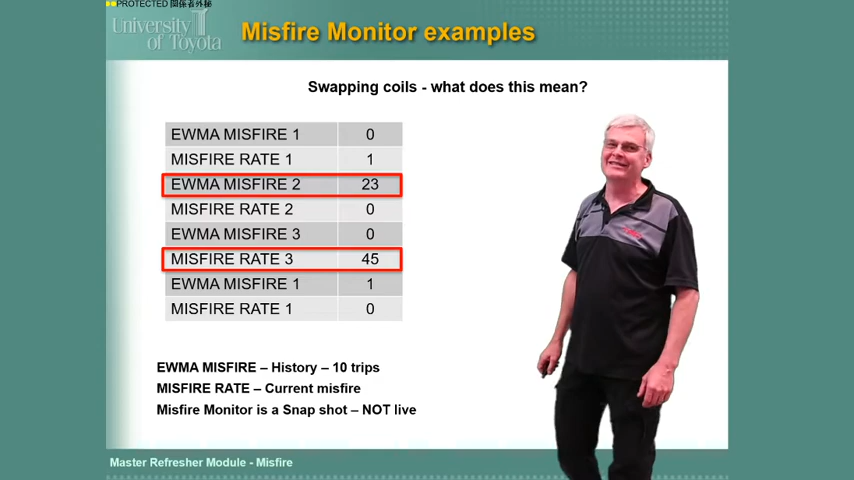 PROTECTED 関係者外秘
University of Toyota
Misfire Monitor examples
Swapping coils - what does this mean?
EWMA MISFIRE 1 0
MISFIRE RATE 1 1
EWMA MISFIRE 2 23
MISFIRE RATE 2 0
EWMA MISFIRE 3 0
MISFIRE RATE 3 45
EWMA MISFIRE 1 1
MISFIRE RATE 1 0
EWMA MISFIRE – History – 10 trips
MISFIRE RATE – Current misfire
Misfire Monitor is a Snap shot – NOT live
Master Refresher Module - Misfire